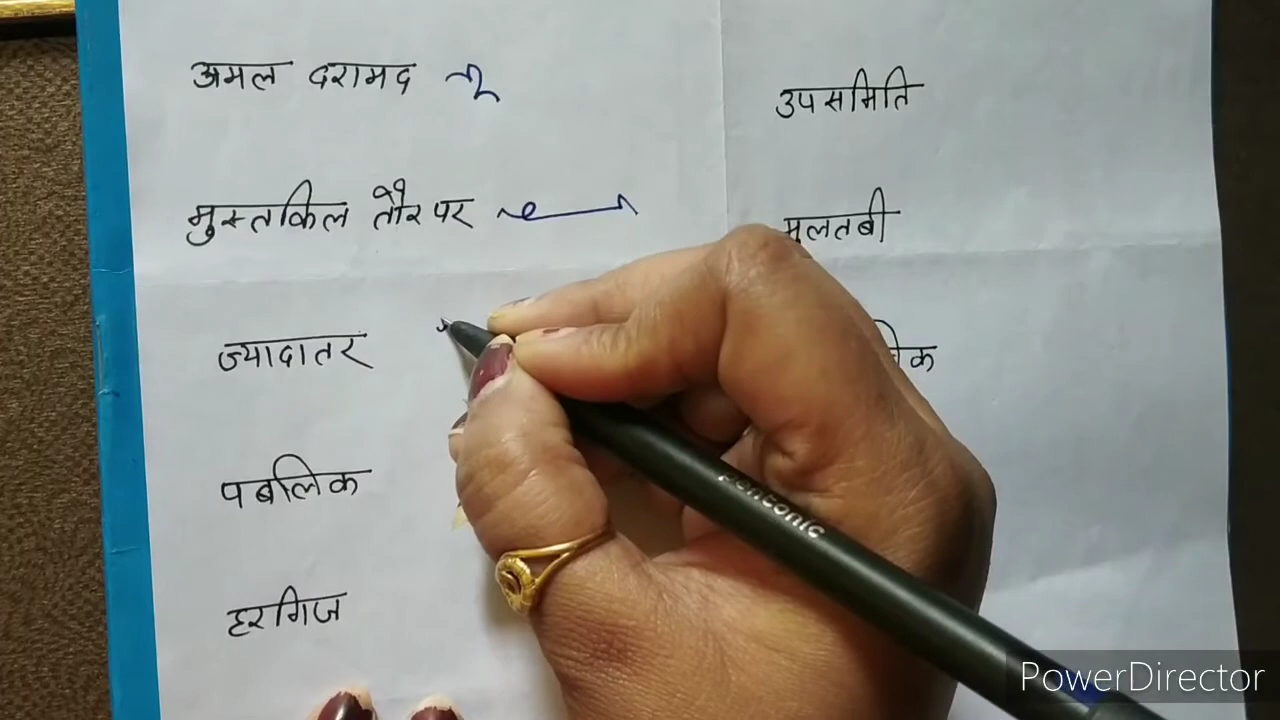 अमल दरामद
उपसमिति
मुस्तकिल तौर पर
मुलतबी
ज्यादातर
पबलिक
हरगिज
pentonic
PowerDirector